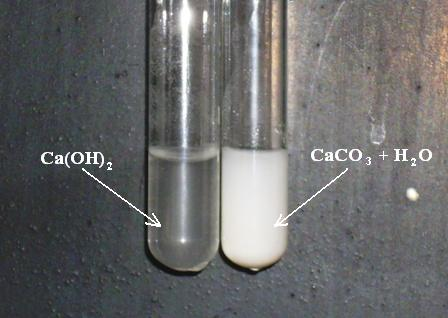 Ca(OH)₂
CaCO₃ + H₂O